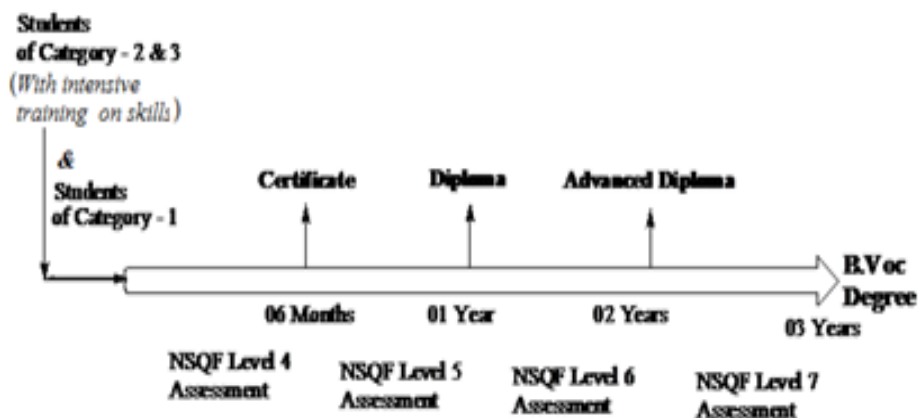 Students
of Category - 2 & 3
(With intensive
training on skills)
&
Students
of Category - 1
Certificate
Diploma
Advanced Diploma
B.Voc
Degree
06 Months
01 Year
02 Years
03 Years
NSQF Level 4
Assessment
NSQF Level 5
Assessment
NSQF Level 6
Assessment
NSQF Level 7
Assessment